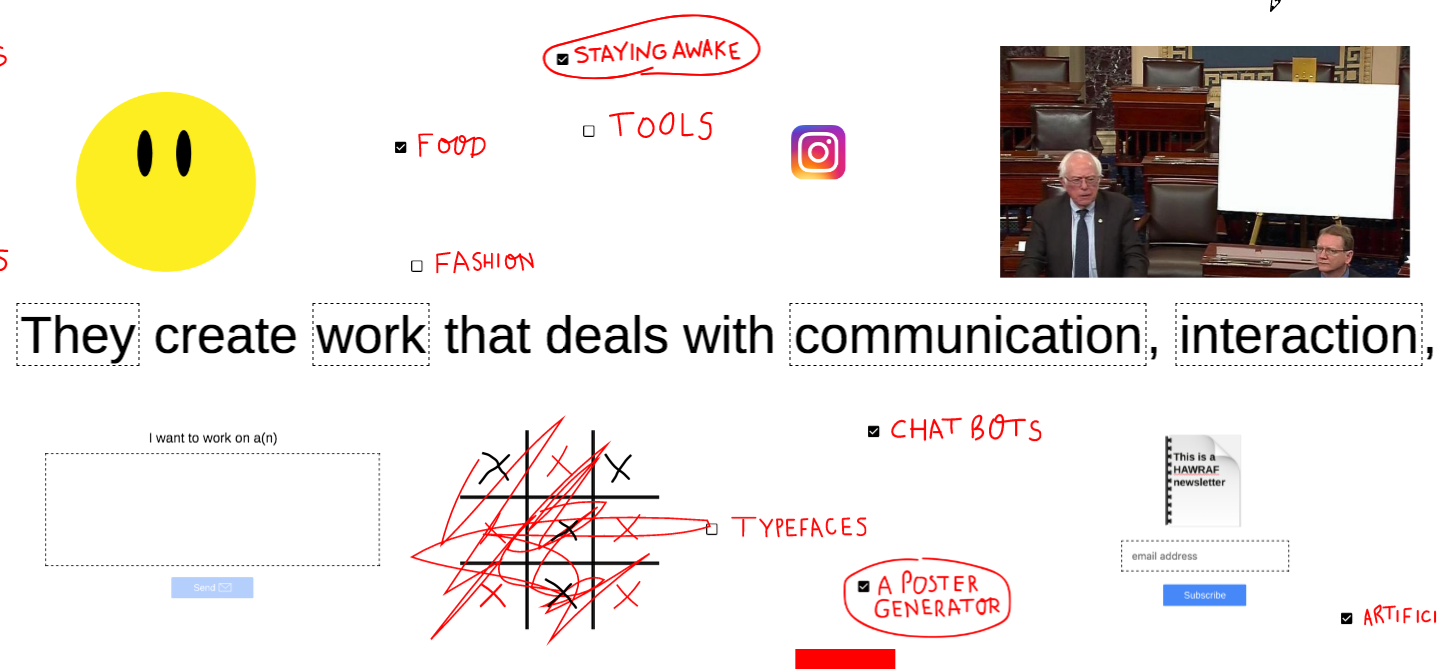 STAYING AWAKE
TOOLS
FOOD
FASHION
They create work that deals with communication, interaction,
I want to work on a(n)
Send
CHAT BOTS
TYPEFACES
A POSTER
GENERATOR
This is a
HAWRAF
newsletter
email address
Subscribe
ARTIFICI